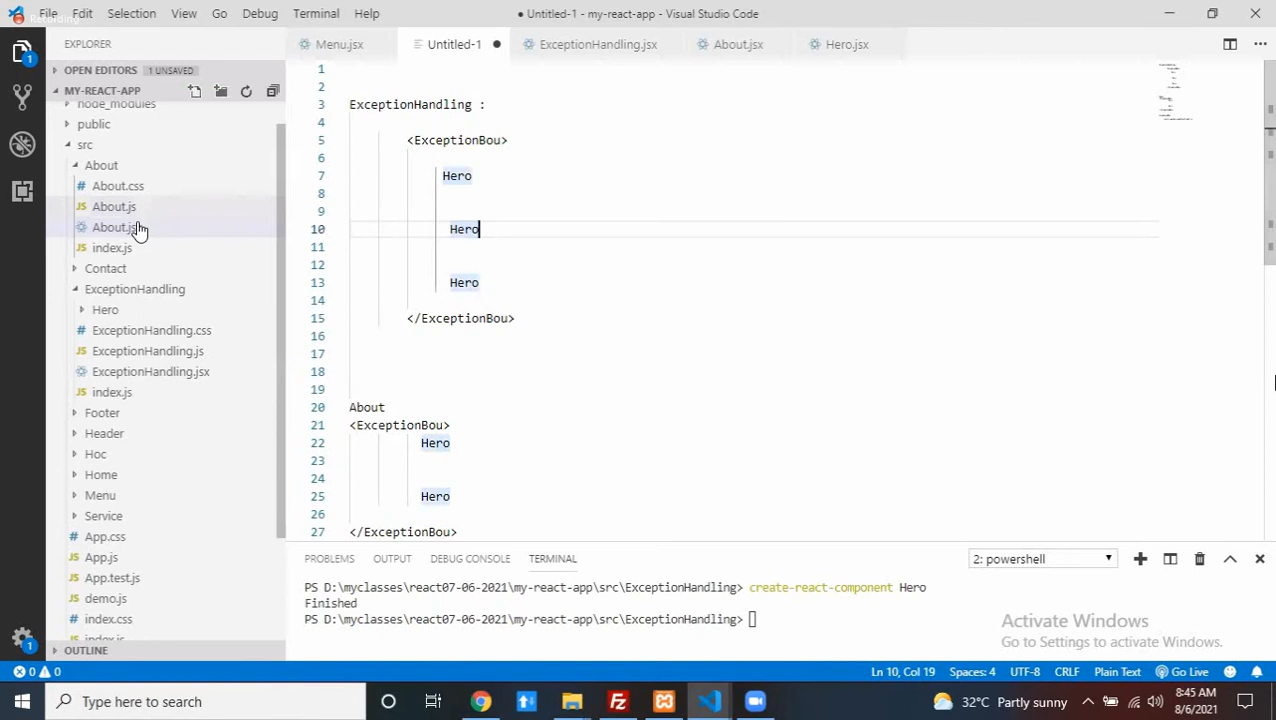 File Edit Selection View Go Debug Terminal Help
● Untitled-1 - my-react-app - Visual Studio Code
Recording
EXPLORER
OPEN EDITORS 1 UNSAVED
MY-REACT-APP
node_modules
public
src
About
About.css
About.js
About.js
index.js
Contact
ExceptionHandling
Hero
ExceptionHandling.css
ExceptionHandling.js
ExceptionHandling.jsx
index.js
Footer
Header
Hoc
Home
Menu
Service
App.css
App.js
App.test.js
demo.js
index.css
index.js
OUTLINE
Menu.jsx Untitled-1 ● ExceptionHandling.jsx About.jsx Hero.jsx
1
2
3 ExceptionHandling :
4
5 <ExceptionBou>
6
7 Hero
8
9
10 Hero
11
12
13 Hero
14
15 </ExceptionBou>
16
17
18
19
20 About
21 <ExceptionBou>
22 Hero
23
24
25 Hero
26
27 </ExceptionBou>
PROBLEMS OUTPUT DEBUG CONSOLE TERMINAL 2: powershell
PS D:\myclasses\react07-06-2021\my-react-app\src\ExceptionHandling> create-react-component Hero
Finished
PS D:\myclasses\react07-06-2021\my-react-app\src\ExceptionHandling>
Activate Windows
Go to Settings to activate Windows.
0 0 Ln 10, Col 19 Spaces: 4 UTF-8 CRLF Plain Text Go Live
Type here to search
32°C Partly sunny
8:45 AM
8/6/2021